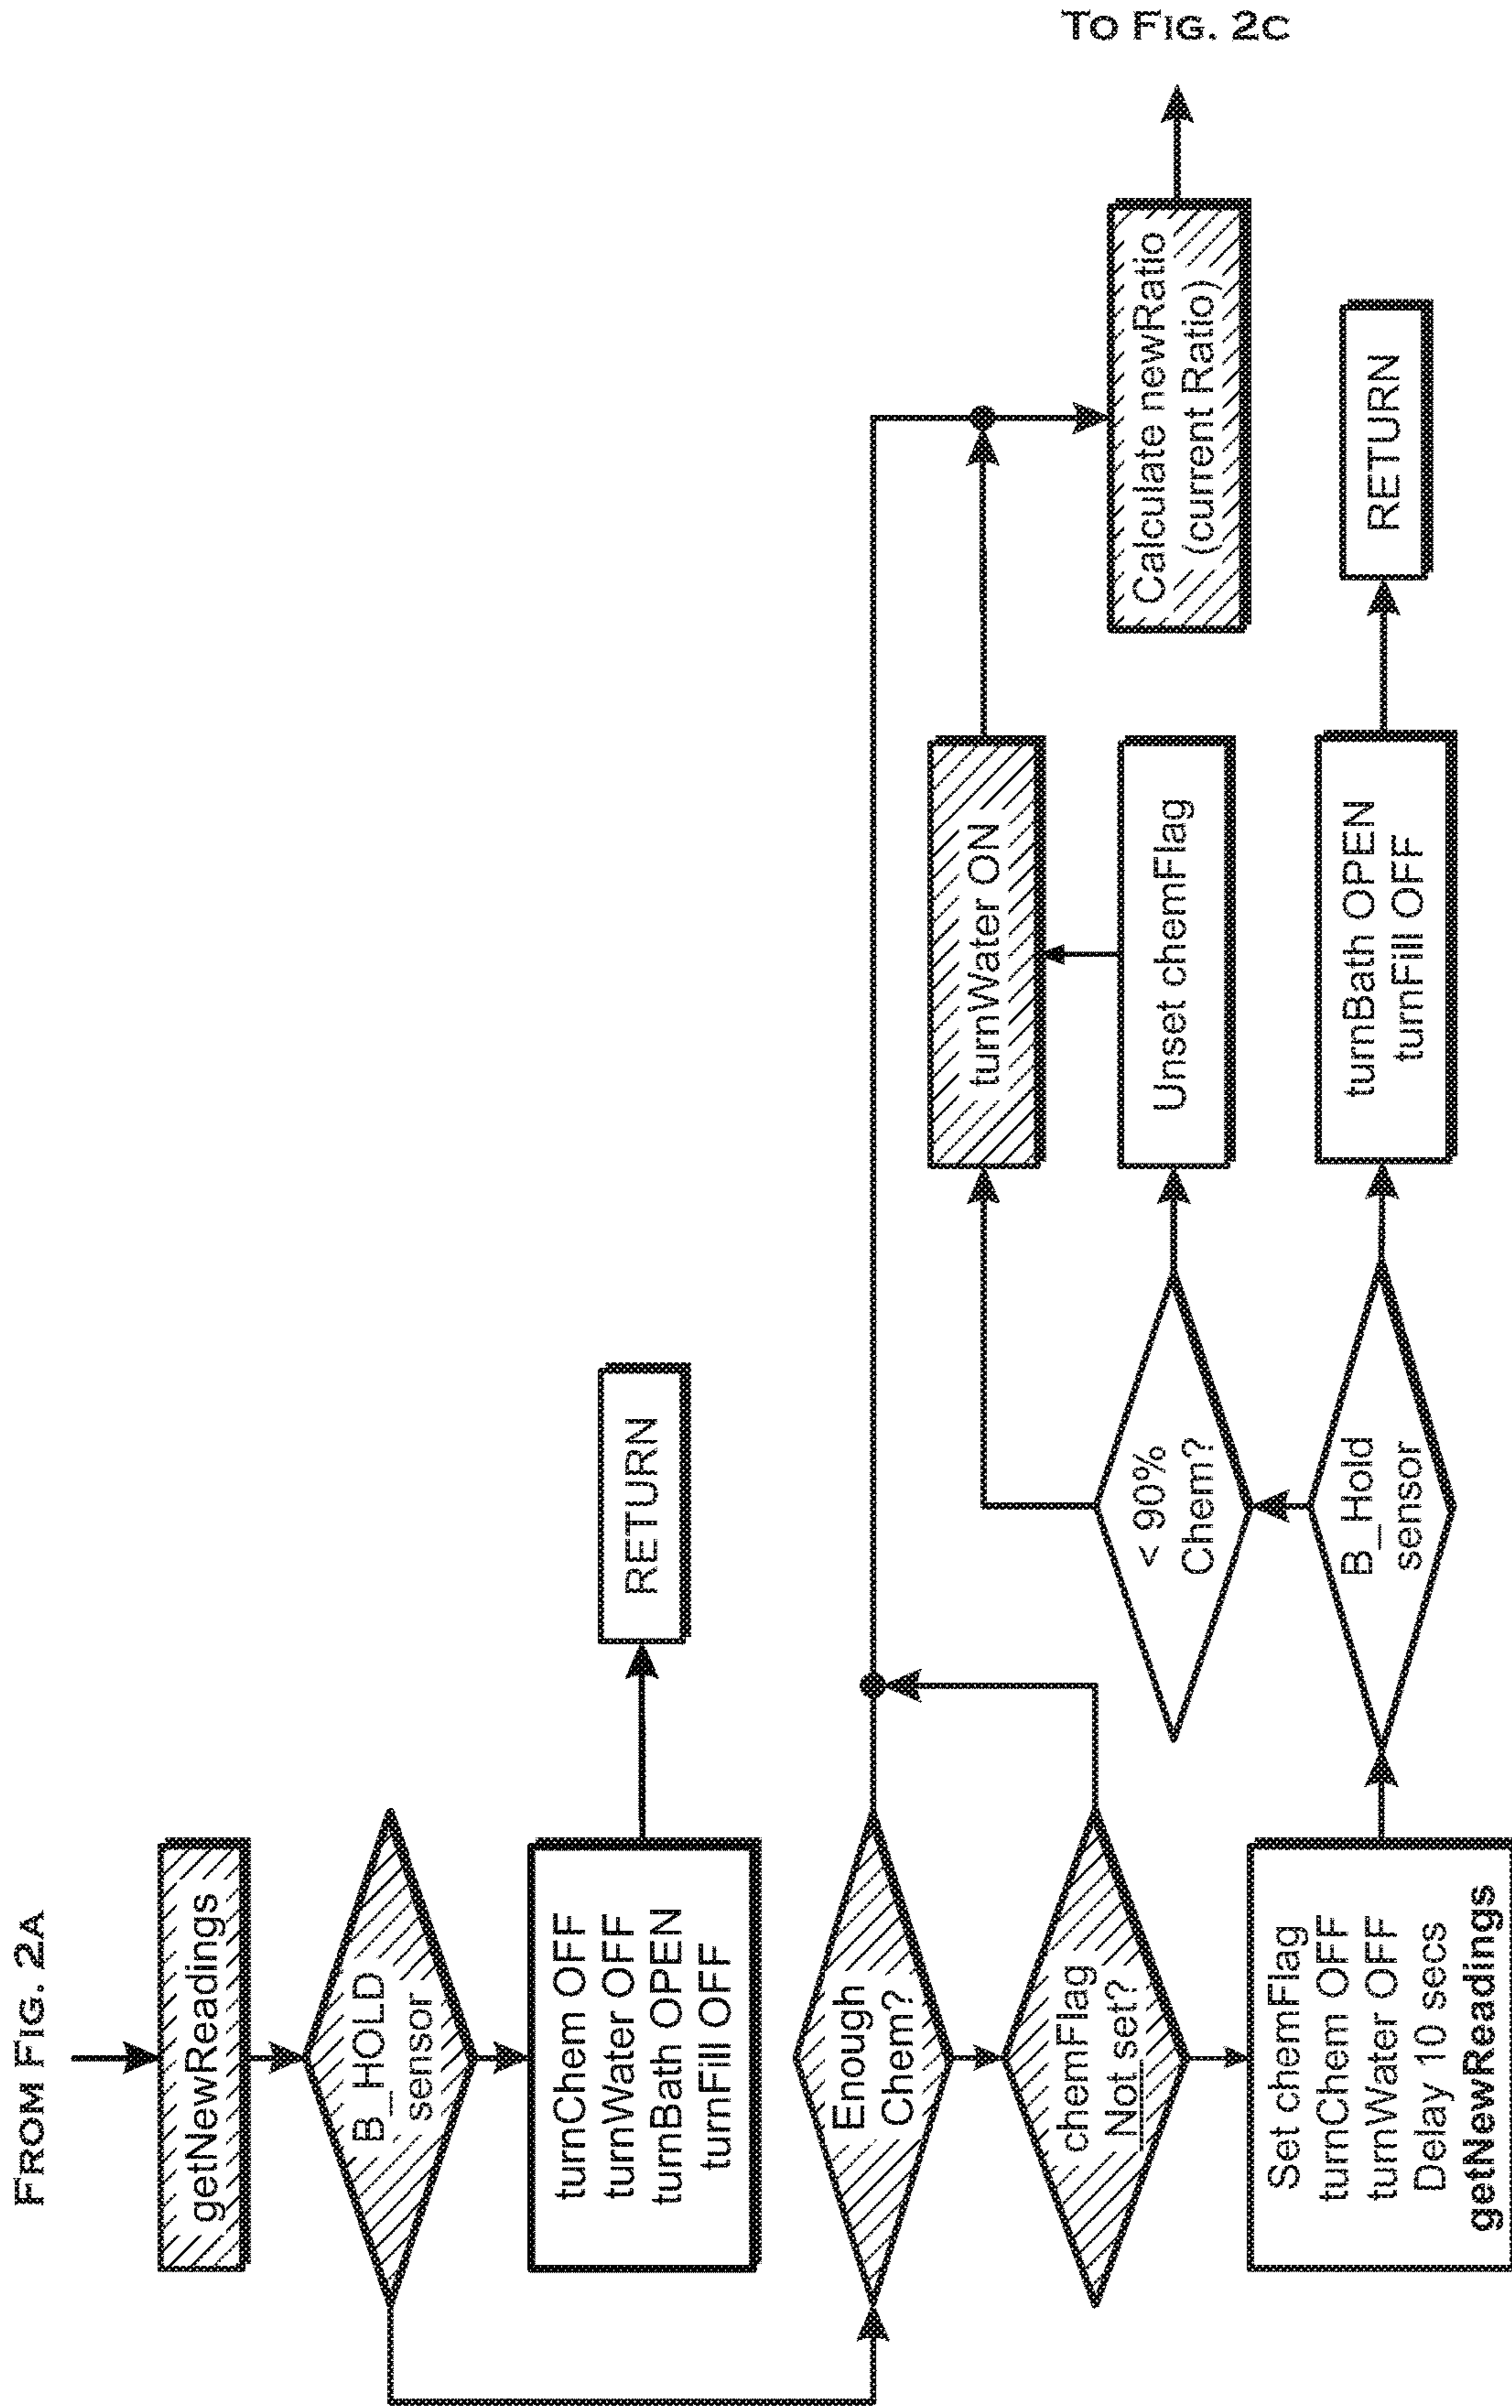 FROM FIG. 2A
getNewReadings
B_HOLD
sensor
turnChem OFF
turnWater OFF
turnBath OPEN
turnFill OFF
RETURN
Enough
Chem?
chemFlag
Not set?
Set chemFlag
turnChem OFF
turnWater OFF
Delay 10 secs
getNewReadings
B_Hold
sensor
< 90%
Chem?
turnWater ON
Unset chemFlag
turnBath OPEN
turnFill OFF
RETURN
Calculate newRatio
(current Ratio)
TO FIG. 2C